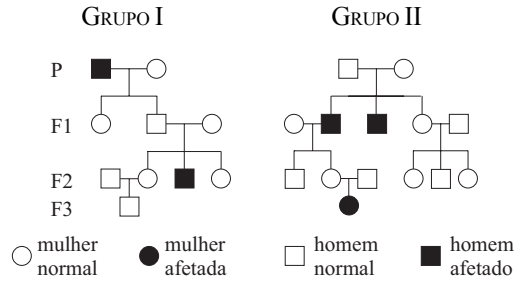 GRUPO I
GRUPO II
P
F1
F2
F3
mulher normal
mulher afetada
homem normal
homem afetado